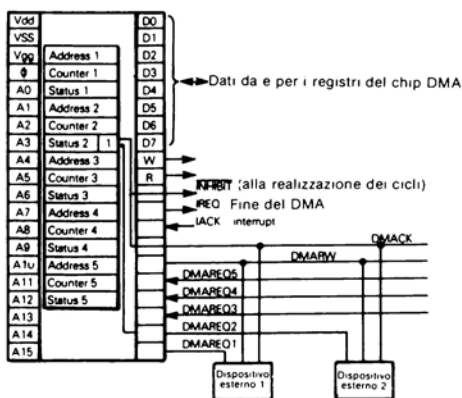 Vdd
VSS
Vgg
Φ
A0
A1
A2
A3
A4
A5
A6
A7
A8
A9
A10
A11
A12
A13
A14
A15
Address 1
Counter 1
Status 1
Address 2
Counter 2
Status 2 1
Address 3
Counter 3
Status 3
Address 4
Counter 4
Status 4
Address 5
Counter 5
Status 5
D0
D1
D2
D3
D4
D5
D6
D7
W
R
Dati da e per i registri del chip DMA
INHIBIT (alla realizzazione dei cicli)
IREQ Fine del DMA
IACK interrupt
DMACK
DMARW
DMAREQ5
DMAREQ4
DMAREQ3
DMAREQ2
DMAREQ1
Dispositivo
esterno 1
Dispositivo
esterno 2